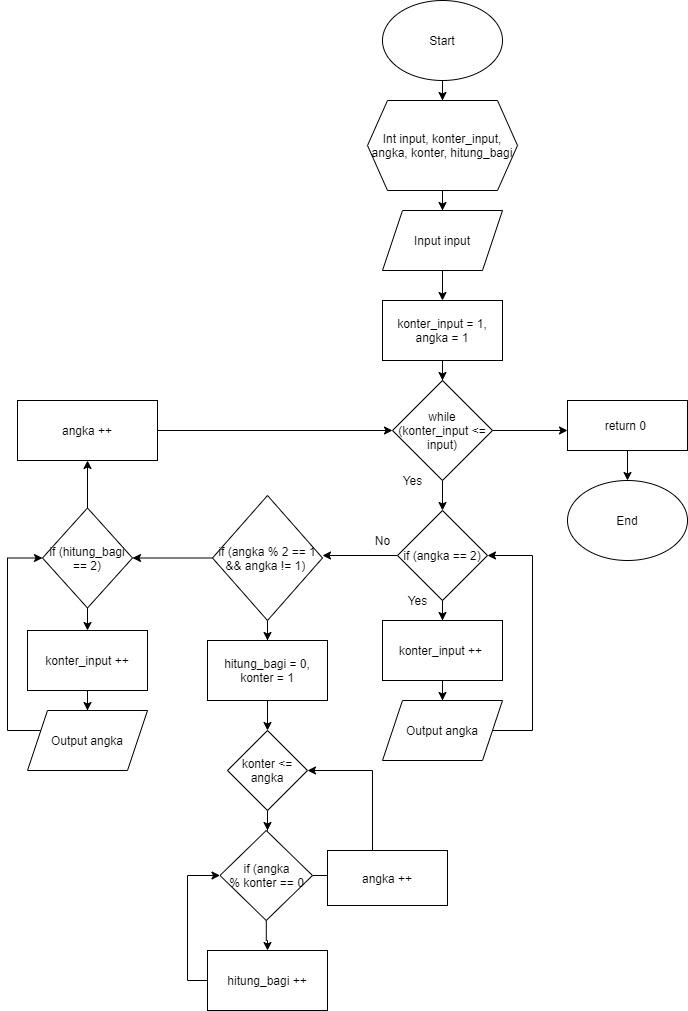 Start
Int input, konter_input,
angka, konter, hitung_bagi
Input input
konter_input = 1,
angka = 1
while
(konter_input <=
input)
return 0
End
angka ++
Yes
if (angka == 2)
No
if (angka % 2 == 1
&& angka != 1)
if (hitung_bagi
== 2)
Yes
konter_input ++
Output angka
konter_input ++
Output angka
hitung_bagi = 0,
konter = 1
konter <=
angka
if (angka
% konter == 0
angka ++
hitung_bagi ++